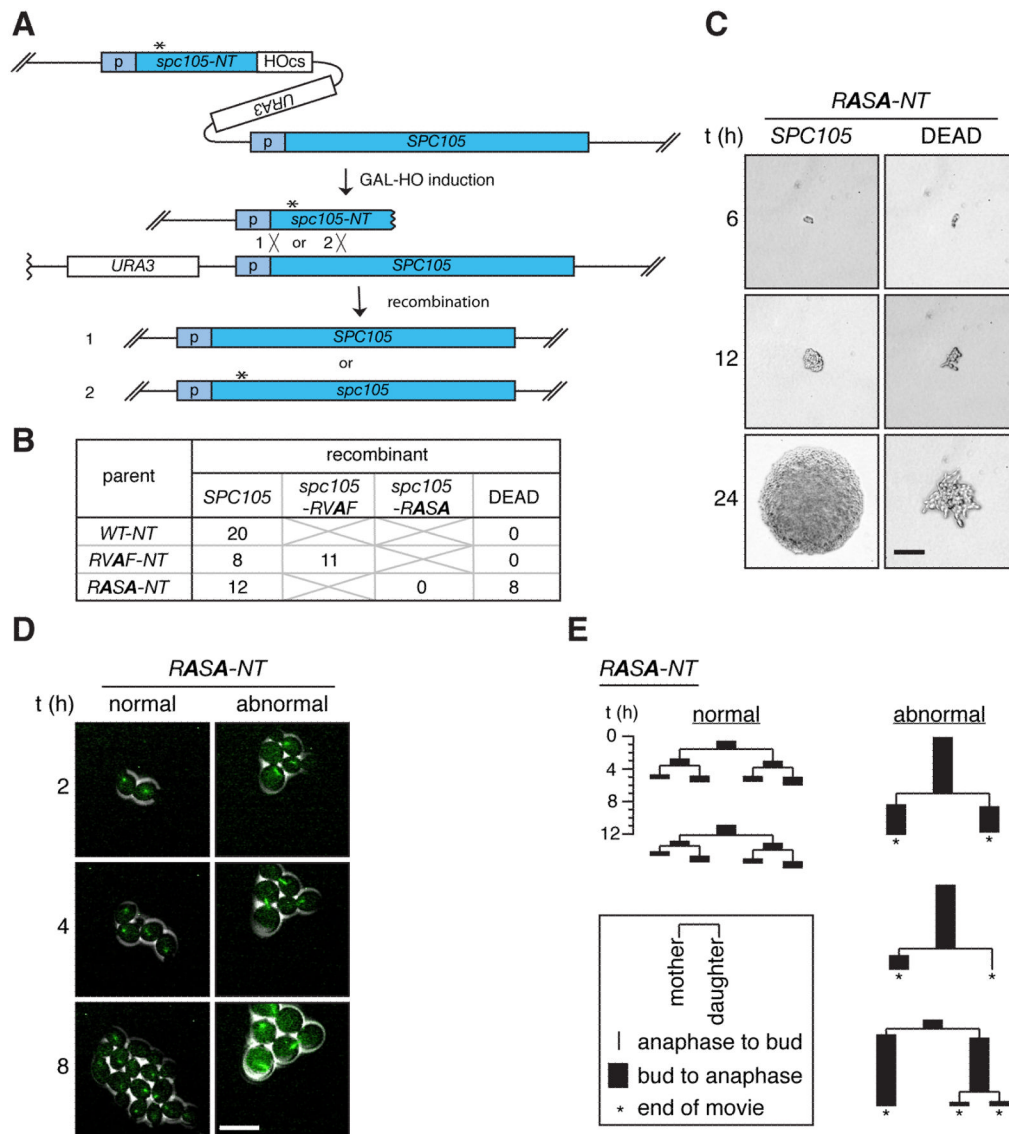 A
*
p spc105-NT HOcs
URA3
p SPC105
GAL-HO induction
*
p spc105-NT
1 or 2
URA3 p SPC105
recombination
1 p SPC105
or
*
2 p spc105
B
parent recombinant
SPC105 spc105-RVAF spc105-RASA DEAD
WT-NT 20 0
RVAF-NT 8 11 0
RASA-NT 12 0 8
C
RASA-NT
t (h) SPC105 DEAD
6
12
24
D
RASA-NT
t (h) normal abnormal
2
4
8
E
RASA-NT
t (h) normal abnormal
0
4
8
12
* *
* *
* * *
mother
daughter
anaphase to bud
bud to anaphase
* end of movie